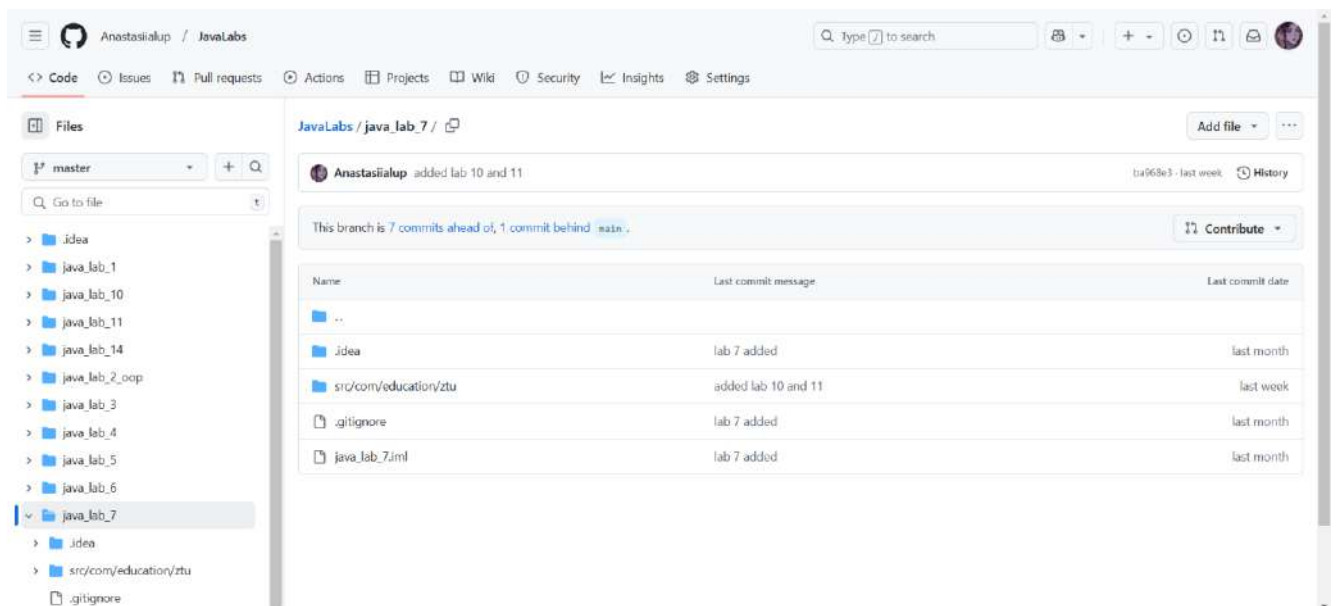 Anastasiialup / JavaLabs
Type / to search
<> Code Issues Pull requests Actions Projects Wiki Security Insights Settings
Files
master
Go to file t
.idea
java_lab_1
java_lab_10
java_lab_11
java_lab_14
java_lab_2_oop
java_lab_3
java_lab_4
java_lab_5
java_lab_6
java_lab_7
.idea
src/com/education/ztu
.gitignore
JavaLabs / java_lab_7 /
Add file
Anastasiialup added lab 10 and 11
ba968e3 · last week History
This branch is 7 commits ahead of, 1 commit behind main .
Contribute
Name Last commit message Last commit date
..
.idea lab 7 added last month
src/com/education/ztu added lab 10 and 11 last week
.gitignore lab 7 added last month
java_lab_7.iml lab 7 added last month